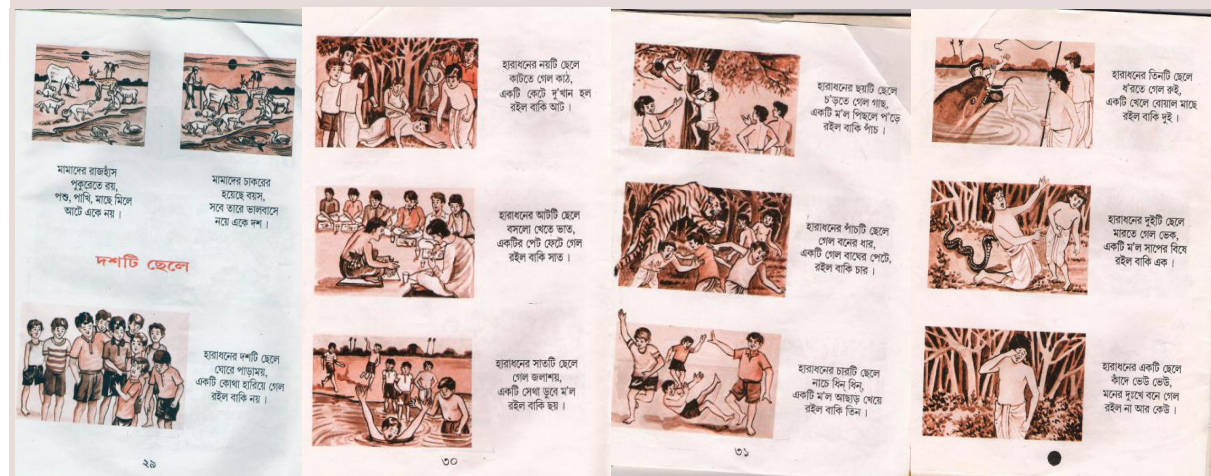 মামাদের রাজহাঁস
পুকুরেতে রয়,
পশু, পাখি, মাছে মিলে
আটে একে নয় ।
মামাদের চাকরের
হয়েছে বয়স,
সবে তারে ভালবাসে
নয়ে একে দশ ।
দশটি ছেলে
হারাধনের দশটি ছেলে
ঘোরে পাড়াময়,
একটি কোথা হারিয়ে গেল
রইল বাকি নয় ।
২৯
হারাধনের নয়টি ছেলে
কাটতে গেল কাঠ,
একটি কেটে দু'খান হল
রইল বাকি আট ।
হারাধনের আটটি ছেলে
বসলো খেতে ভাত,
একটির পেট ফেটে গেল
রইল বাকি সাত ।
হারাধনের সাতটি ছেলে
গেল জলাশয়,
একটি সেথা ডুবে ম'ল
রইল বাকি ছয় ।
৩০
হারাধনের ছয়টি ছেলে
চ'ড়তে গেল গাছ,
একটি ম'ল পিছলে প'ড়ে
রইল বাকি পাঁচ ।
হারাধনের পাঁচটি ছেলে
গেল বনের ধার,
একটি গেল বাঘের পেটে,
রইল বাকি চার ।
হারাধনের চারটি ছেলে
নাচে ধিন্ ধিন্,
একটি ম'ল আছাড় খেয়ে
রইল বাকি তিন ।
৩১
হারাধনের তিনটি ছেলে
ধ'রতে গেল রুই,
একটি খেলে বোয়াল মাছে
রইল বাকি দুই ।
হারাধনের দুইটি ছেলে
মারতে গেল ভেক,
একটি ম'ল সাপের বিষে
রইল বাকি এক ।
হারাধনের একটি ছেলে
কাঁদে ভেউ ভেউ,
মনের দুঃখে বনে গেল
রইল না আর কেউ ।